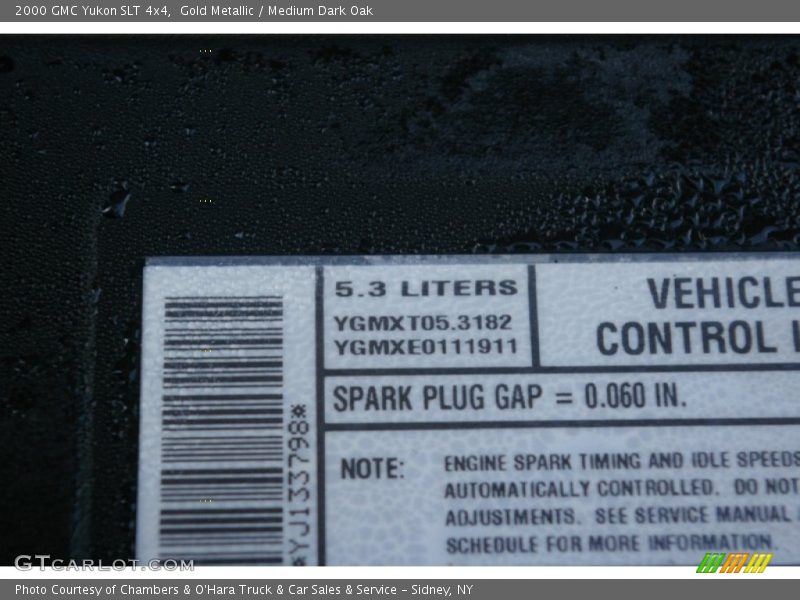 2000 GMC Yukon SLT 4x4,  Gold Metallic / Medium Dark Oak
5.3 LITERS
YGMXT05.3182
YGMXE0111911
VEHICLE
CONTROL
SPARK PLUG GAP = 0.060 IN.
*YJ133798*
NOTE:
ENGINE SPARK TIMING AND IDLE SPEEDS
AUTOMATICALLY CONTROLLED. DO NOT
ADJUSTMENTS. SEE SERVICE MANUAL
SCHEDULE FOR MORE INFORMATION.
GTCARLOT.COM
Photo Courtesy of Chambers & O'Hara Truck & Car Sales & Service - Sidney, NY